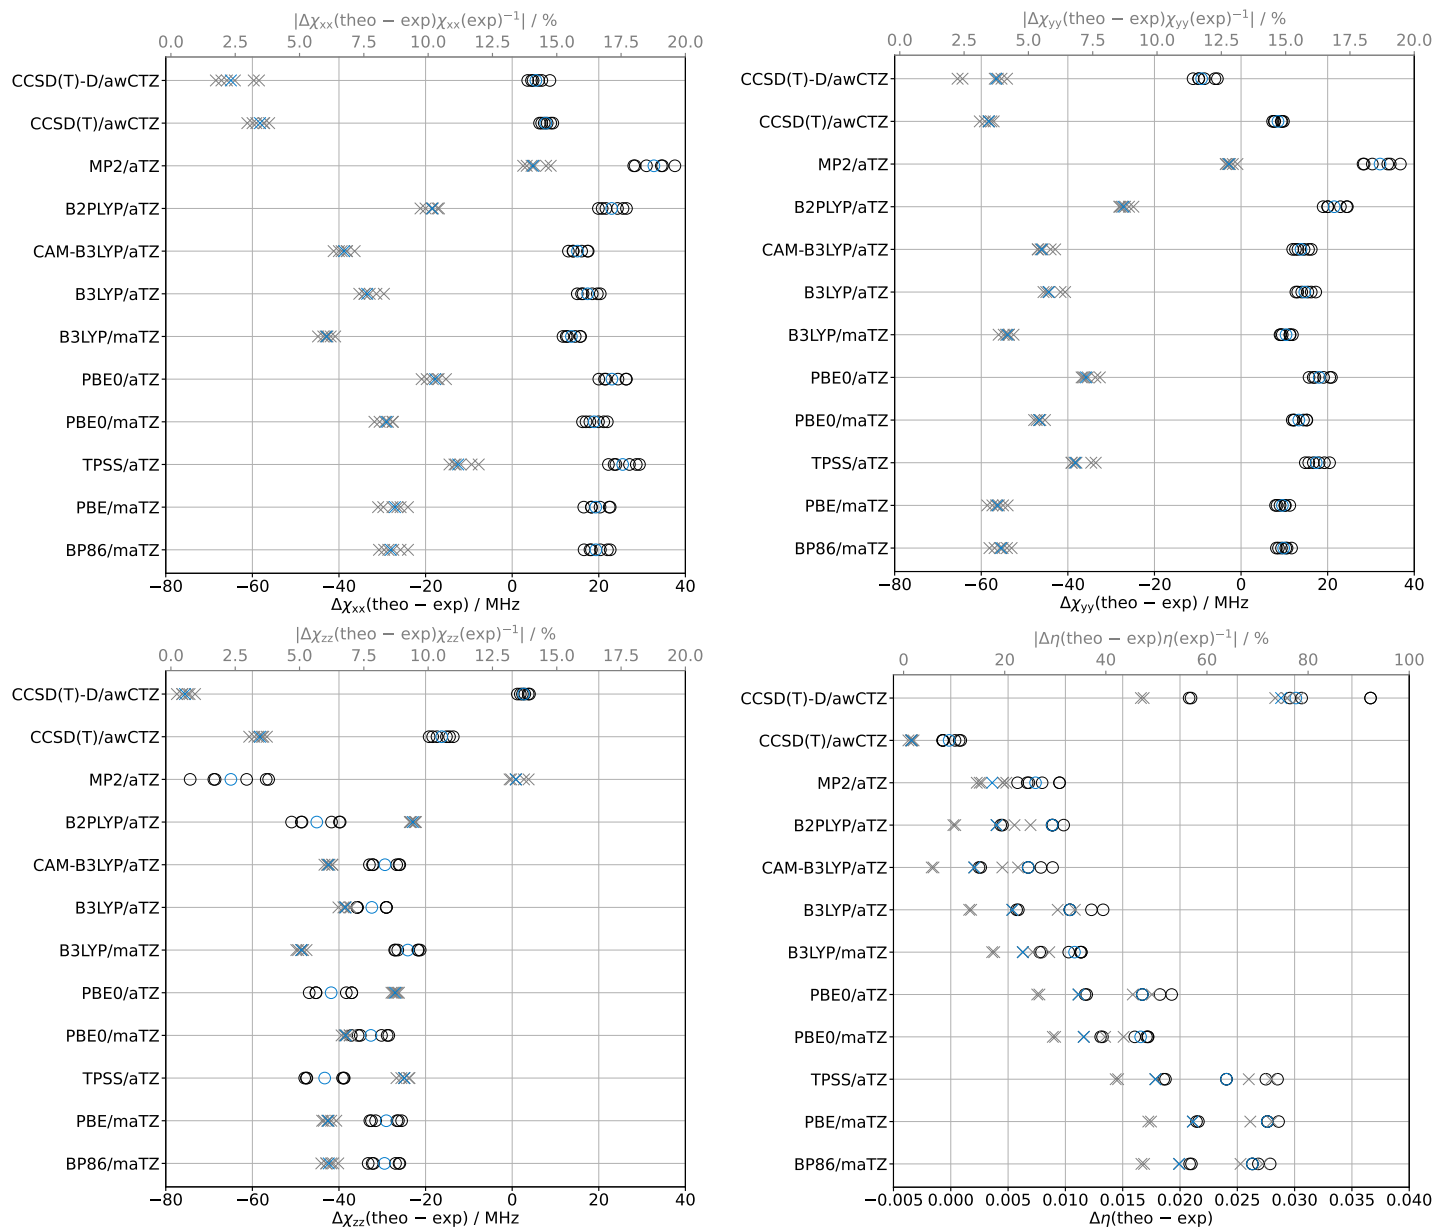 |Δχxx(theo − exp)χxx(exp)−1| / %
0.0 2.5 5.0 7.5 10.0 12.5 15.0 17.5 20.0
CCSD(T)-D/awCTZ
CCSD(T)/awCTZ
MP2/aTZ
B2PLYP/aTZ
CAM-B3LYP/aTZ
B3LYP/aTZ
B3LYP/maTZ
PBE0/aTZ
PBE0/maTZ
TPSS/aTZ
PBE/maTZ
BP86/maTZ
−80 −60 −40 −20 0 20 40
Δχxx(theo − exp) / MHz
|Δχyy(theo − exp)χyy(exp)−1| / %
0.0 2.5 5.0 7.5 10.0 12.5 15.0 17.5 20.0
CCSD(T)-D/awCTZ
CCSD(T)/awCTZ
MP2/aTZ
B2PLYP/aTZ
CAM-B3LYP/aTZ
B3LYP/aTZ
B3LYP/maTZ
PBE0/aTZ
PBE0/maTZ
TPSS/aTZ
PBE/maTZ
BP86/maTZ
−80 −60 −40 −20 0 20 40
Δχyy(theo − exp) / MHz
|Δχzz(theo − exp)χzz(exp)−1| / %
0.0 2.5 5.0 7.5 10.0 12.5 15.0 17.5 20.0
CCSD(T)-D/awCTZ
CCSD(T)/awCTZ
MP2/aTZ
B2PLYP/aTZ
CAM-B3LYP/aTZ
B3LYP/aTZ
B3LYP/maTZ
PBE0/aTZ
PBE0/maTZ
TPSS/aTZ
PBE/maTZ
BP86/maTZ
−80 −60 −40 −20 0 20 40
Δχzz(theo − exp) / MHz
|Δη(theo − exp)η(exp)−1| / %
0 20 40 60 80 100
CCSD(T)-D/awCTZ
CCSD(T)/awCTZ
MP2/aTZ
B2PLYP/aTZ
CAM-B3LYP/aTZ
B3LYP/aTZ
B3LYP/maTZ
PBE0/aTZ
PBE0/maTZ
TPSS/aTZ
PBE/maTZ
BP86/maTZ
−0.005 0.000 0.005 0.010 0.015 0.020 0.025 0.030 0.035 0.040
Δη(theo − exp)